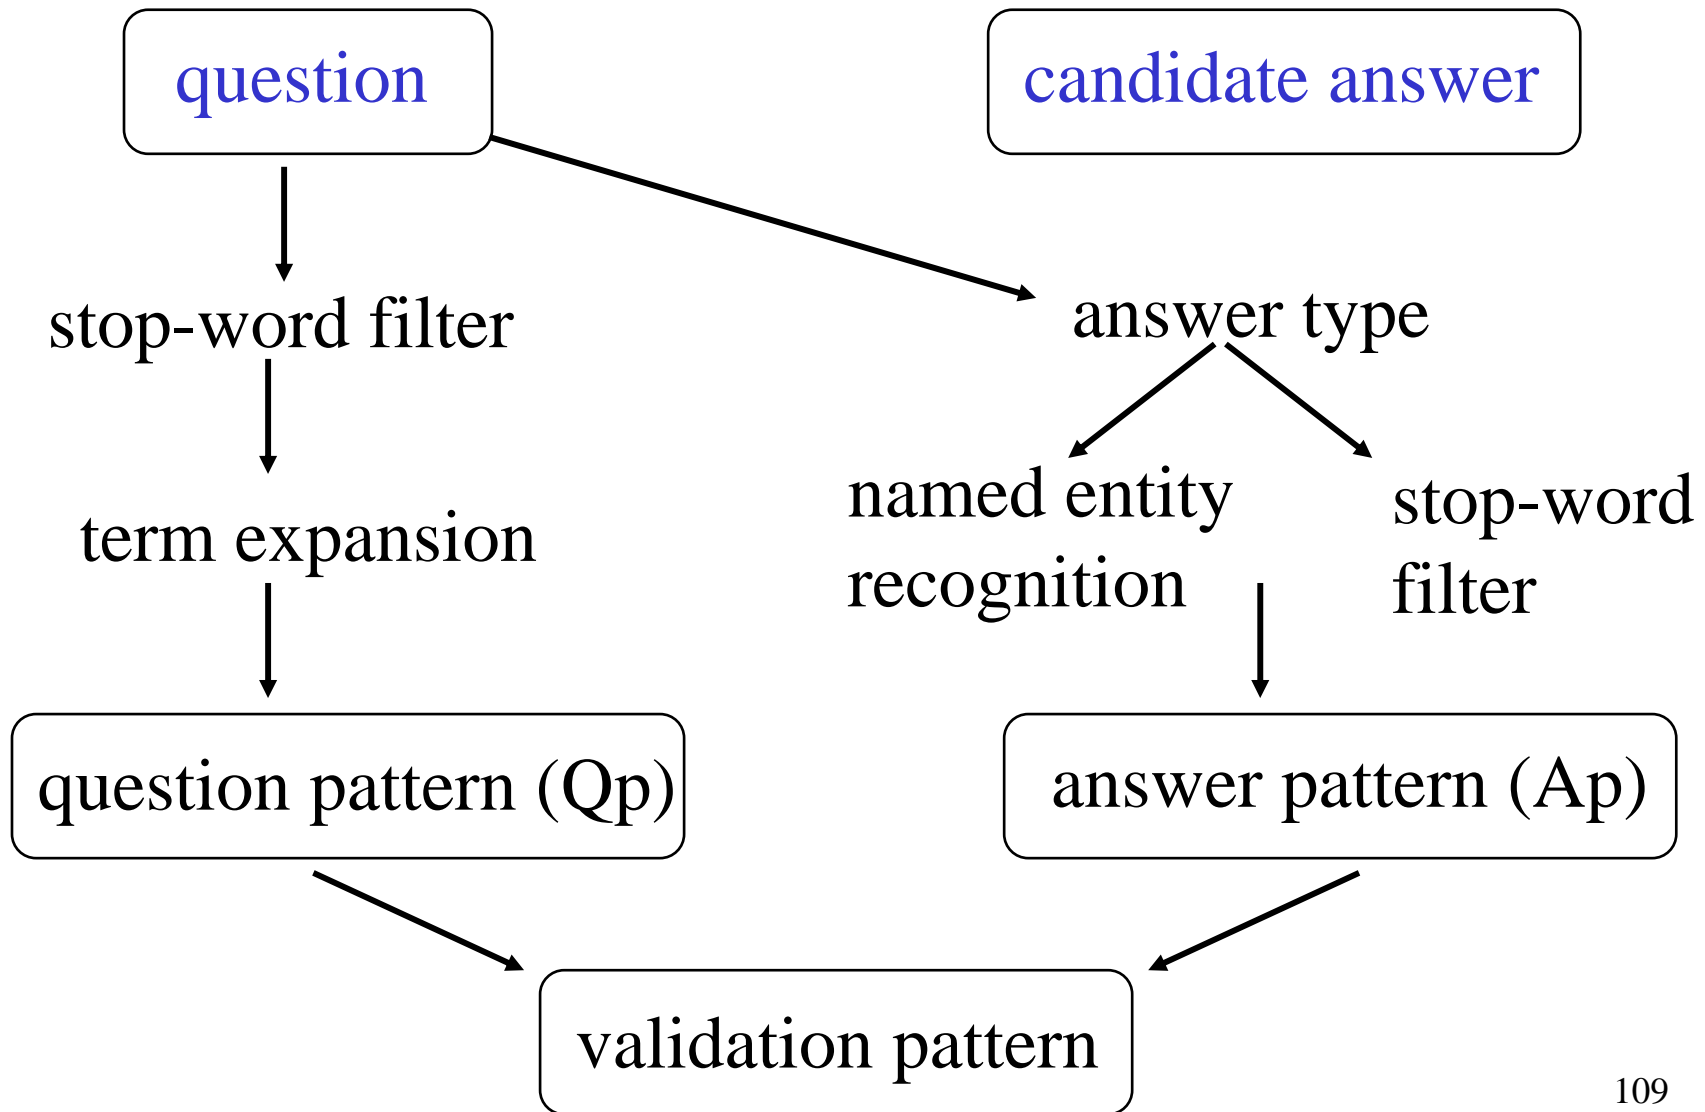 question
candidate answer
stop-word filter
answer type
term expansion
named entity
recognition
stop-word
filter
question pattern (Qp)
answer pattern (Ap)
validation pattern
109